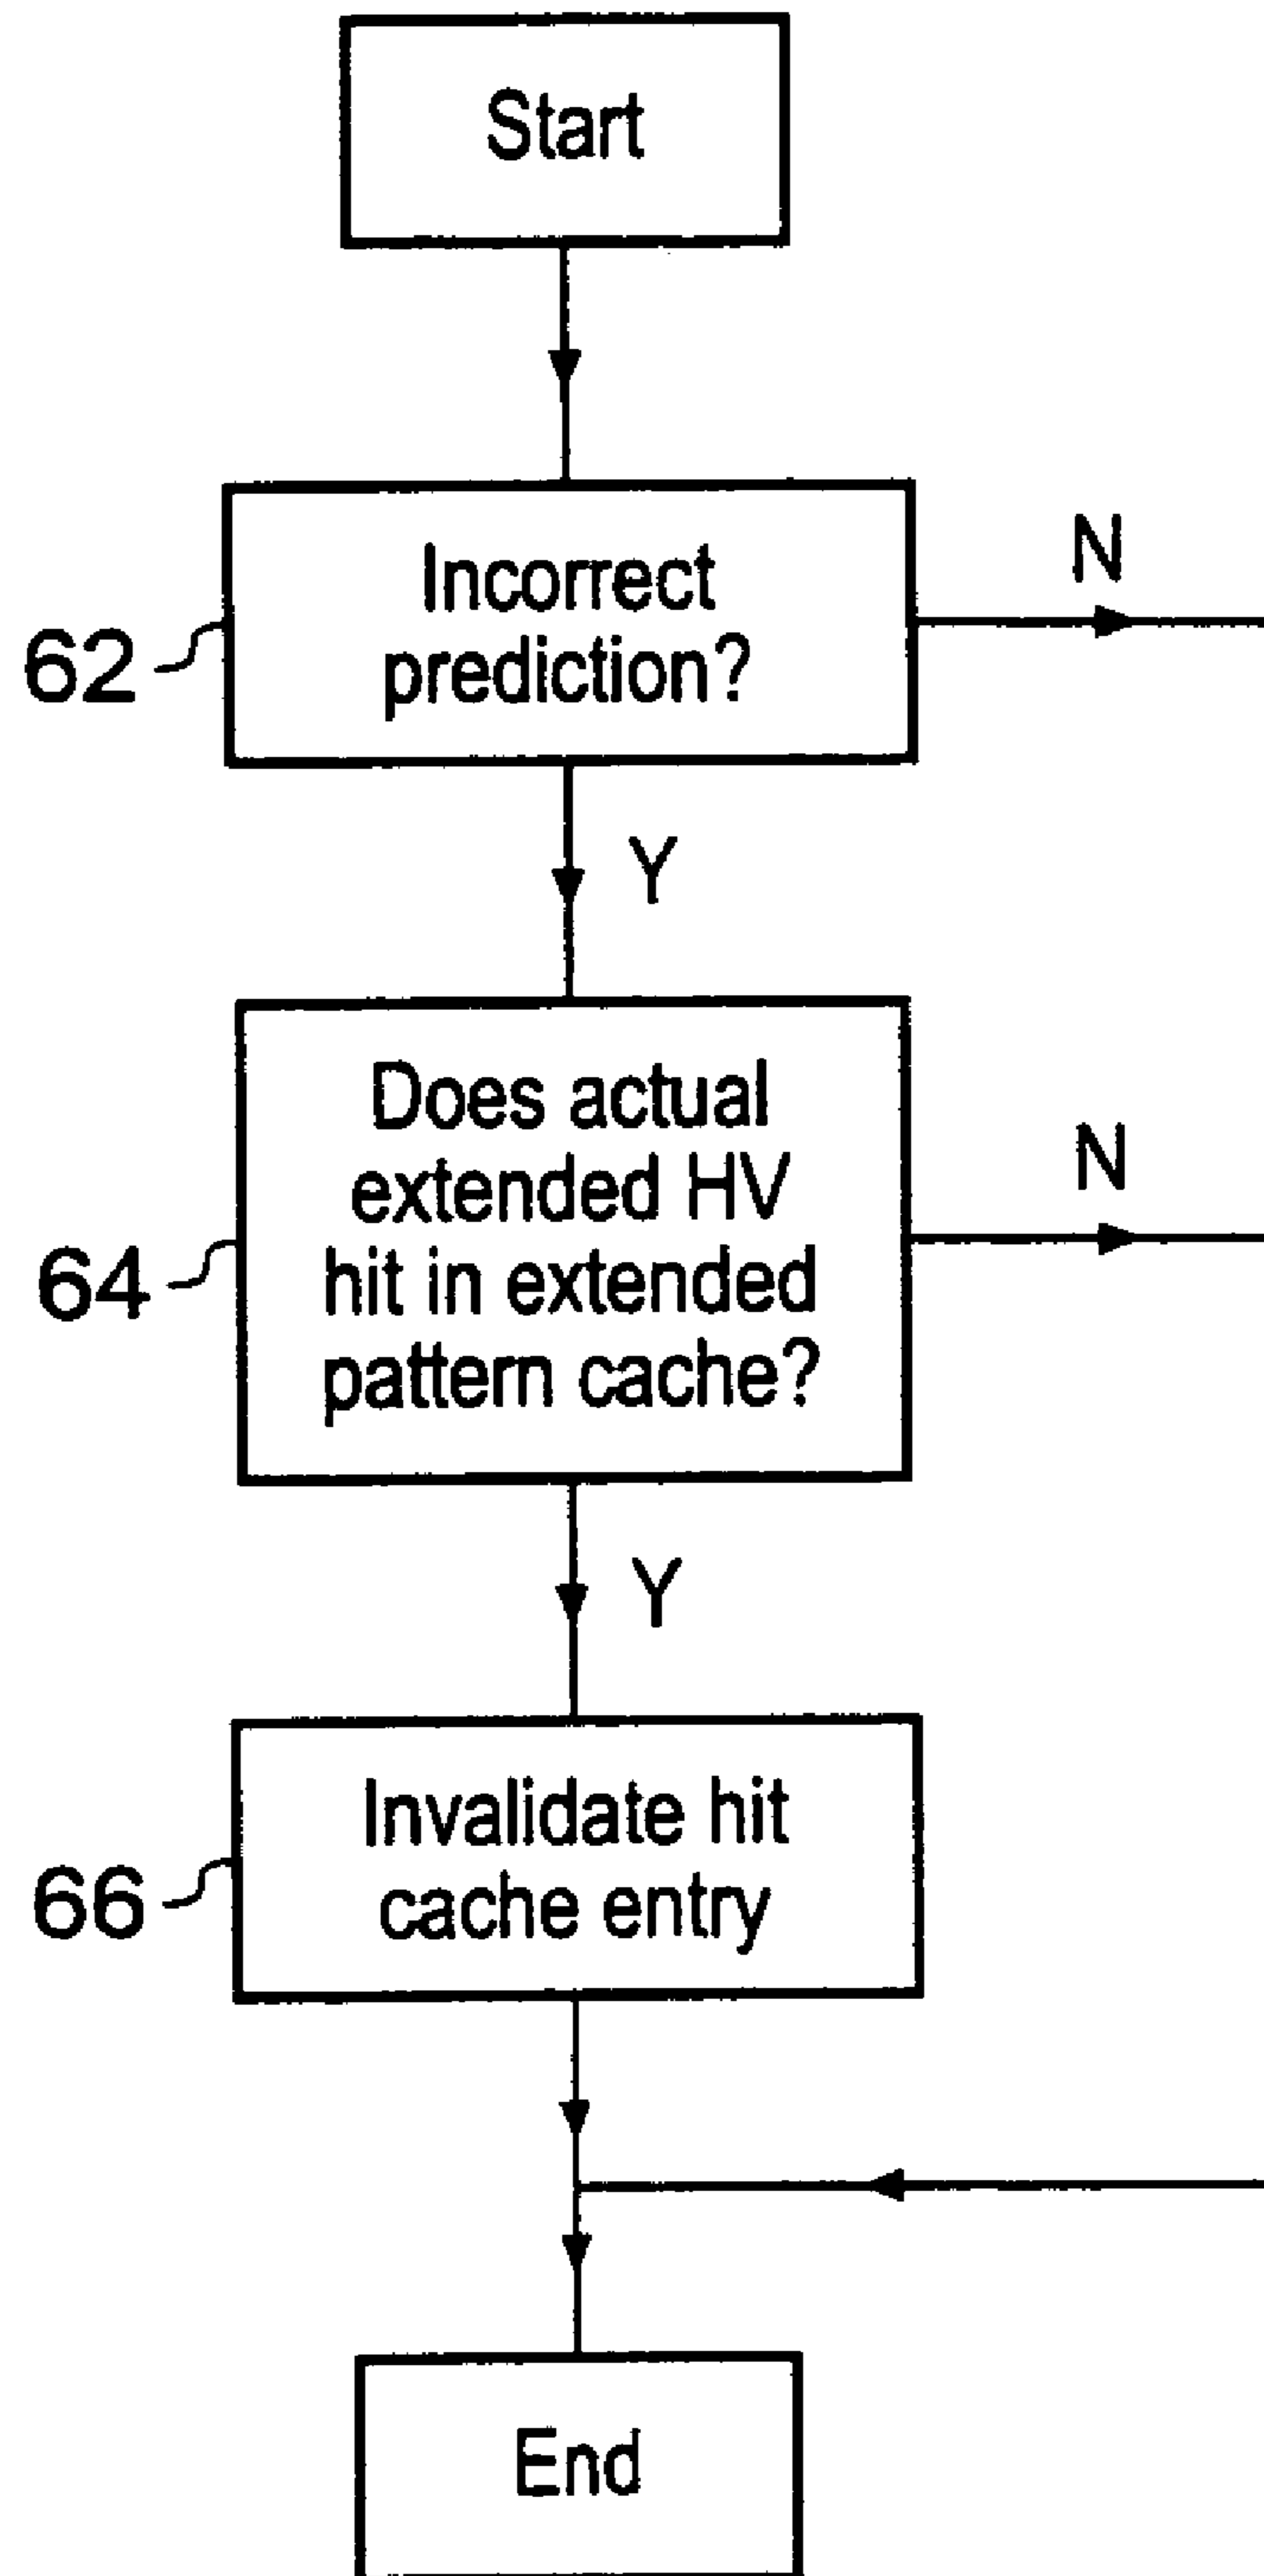 Start
Incorrect
prediction?
N
62
Y
Does actual
extended HV
hit in extended
pattern cache?
N
64
Y
Invalidate hit
cache entry
66
End